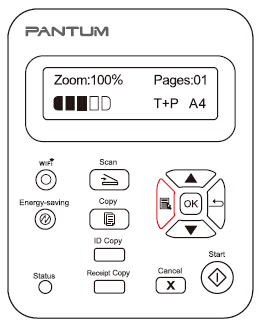 PANTUM
Zoom:100% Pages:01
T+P A4
WiFi
Scan
Energy-saving
Copy
OK
ID Copy
Status
Receipt Copy
Cancel
X
Start